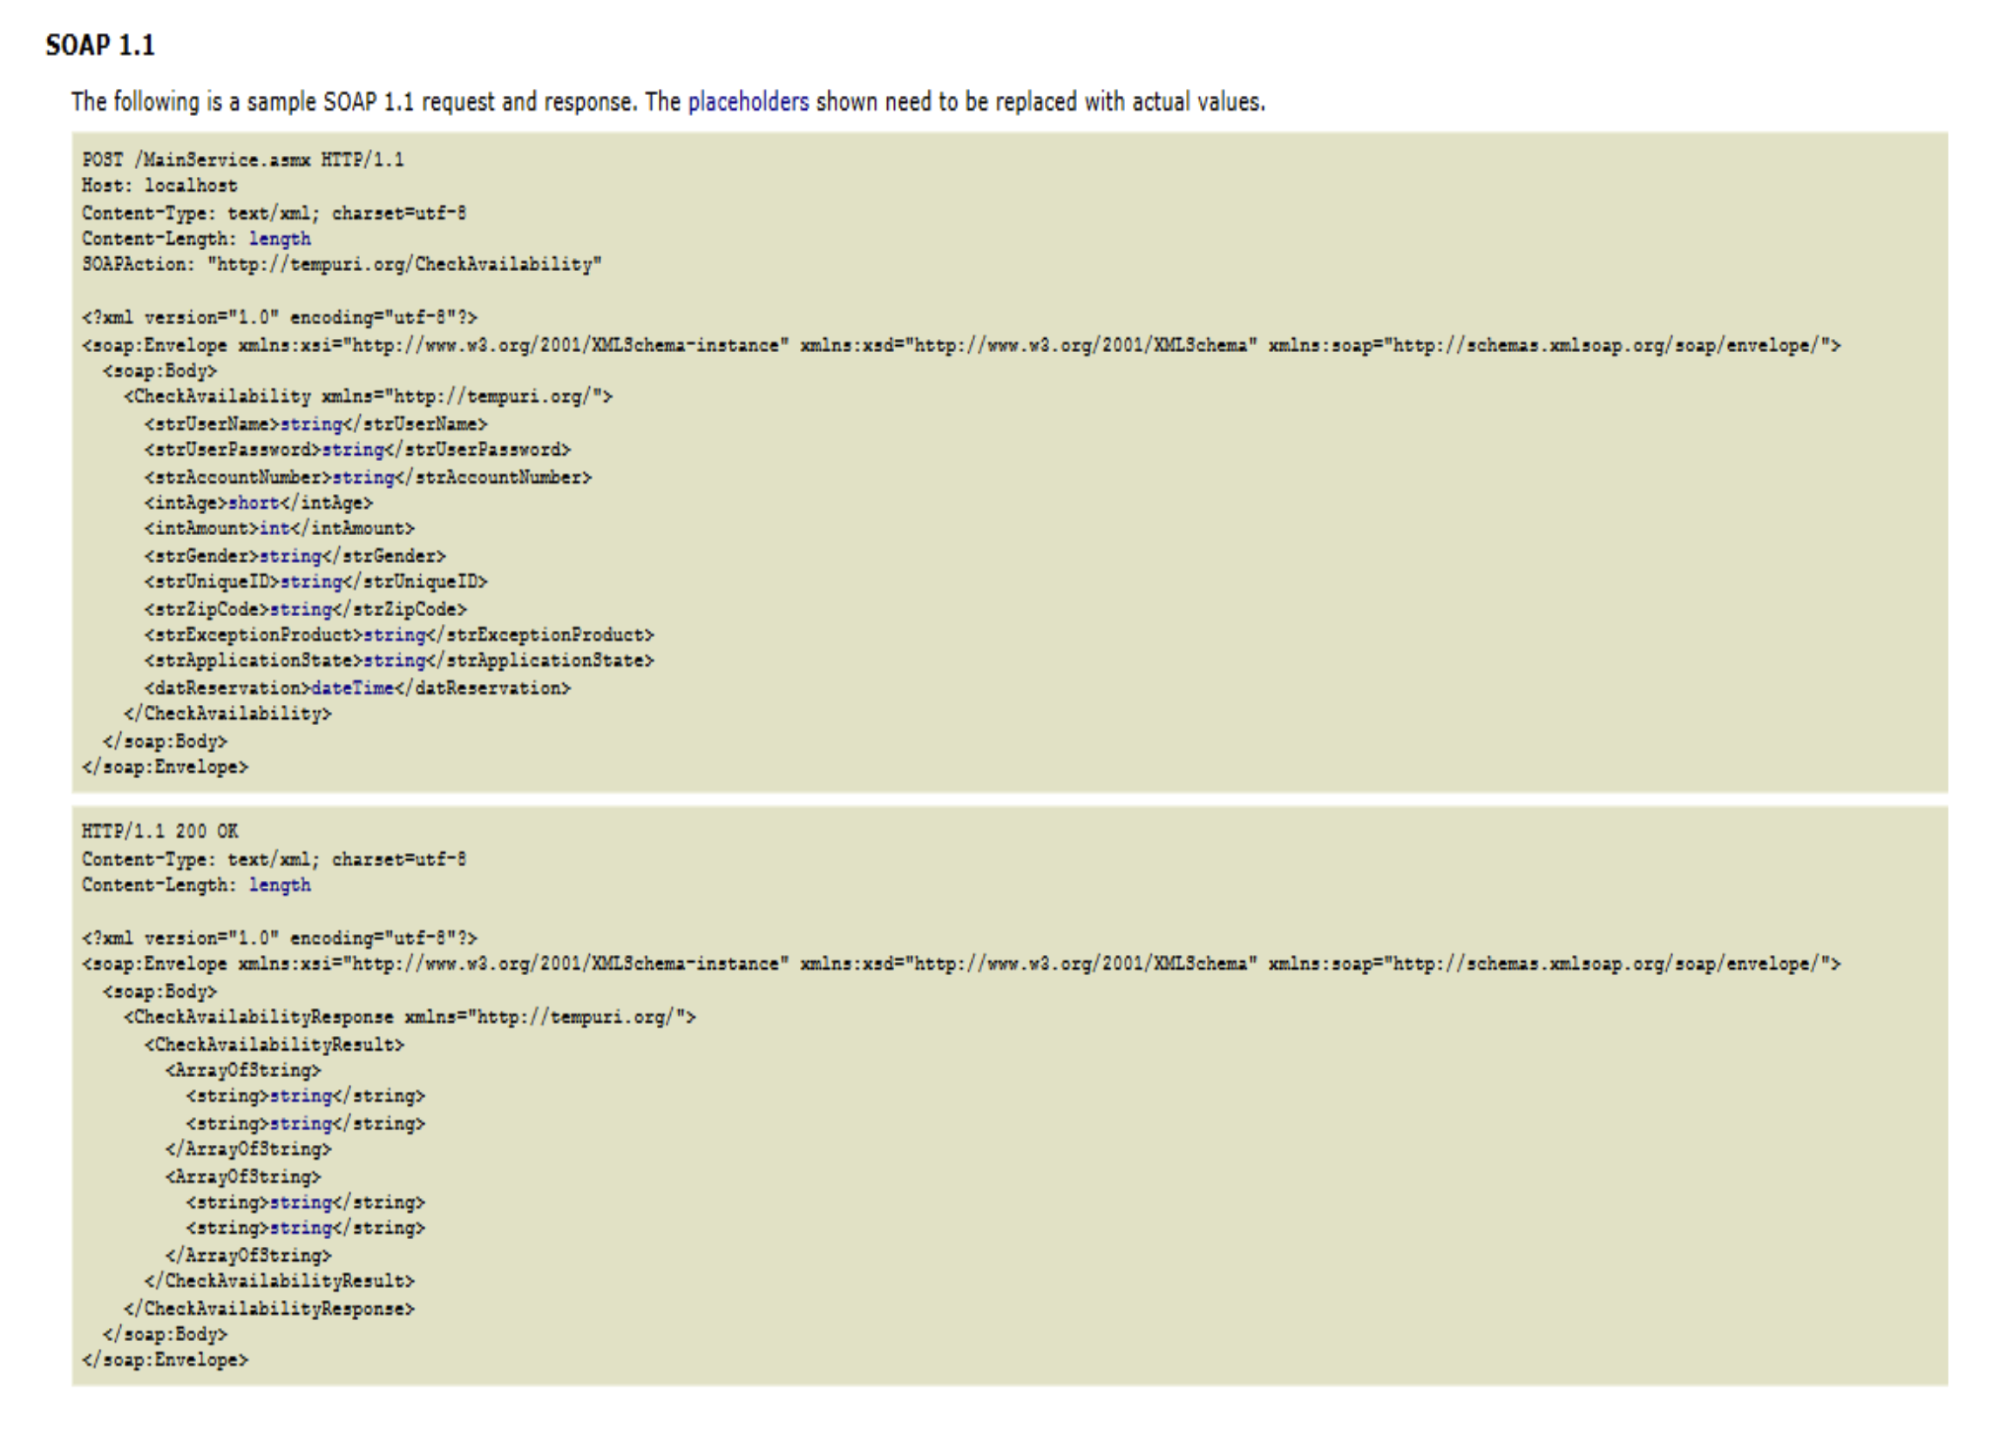 SOAP 1.1
The following is a sample SOAP 1.1 request and response. The placeholders shown need to be replaced with actual values.
POST /MainService.asmx HTTP/1.1
Host: localhost
Content-Type: text/xml; charset=utf-8
Content-Length: length
SOAPAction: "http://tempuri.org/CheckAvailability"
<?xml version="1.0" encoding="utf-8"?>
<soap:Envelope xmlns:xsi="http://www.w3.org/2001/XMLSchema-instance" xmlns:xsd="http://www.w3.org/2001/XMLSchema" xmlns:soap="http://schemas.xmlsoap.org/soap/envelope/">
  <soap:Body>
    <CheckAvailability xmlns="http://tempuri.org/">
      <strUserName>string</strUserName>
      <strUserPassword>string</strUserPassword>
      <strAccountNumber>string</strAccountNumber>
      <intAge>short</intAge>
      <intAmount>int</intAmount>
      <strGender>string</strGender>
      <strUniqueID>string</strUniqueID>
      <strZipCode>string</strZipCode>
      <strExceptionProduct>string</strExceptionProduct>
      <strApplicationState>string</strApplicationState>
      <datReservation>dateTime</datReservation>
    </CheckAvailability>
  </soap:Body>
</soap:Envelope>
HTTP/1.1 200 OK
Content-Type: text/xml; charset=utf-8
Content-Length: length
<?xml version="1.0" encoding="utf-8"?>
<soap:Envelope xmlns:xsi="http://www.w3.org/2001/XMLSchema-instance" xmlns:xsd="http://www.w3.org/2001/XMLSchema" xmlns:soap="http://schemas.xmlsoap.org/soap/envelope/">
  <soap:Body>
    <CheckAvailabilityResponse xmlns="http://tempuri.org/">
      <CheckAvailabilityResult>
        <ArrayOfString>
          <string>string</string>
          <string>string</string>
        </ArrayOfString>
        <ArrayOfString>
          <string>string</string>
          <string>string</string>
        </ArrayOfString>
      </CheckAvailabilityResult>
    </CheckAvailabilityResponse>
  </soap:Body>
</soap:Envelope>